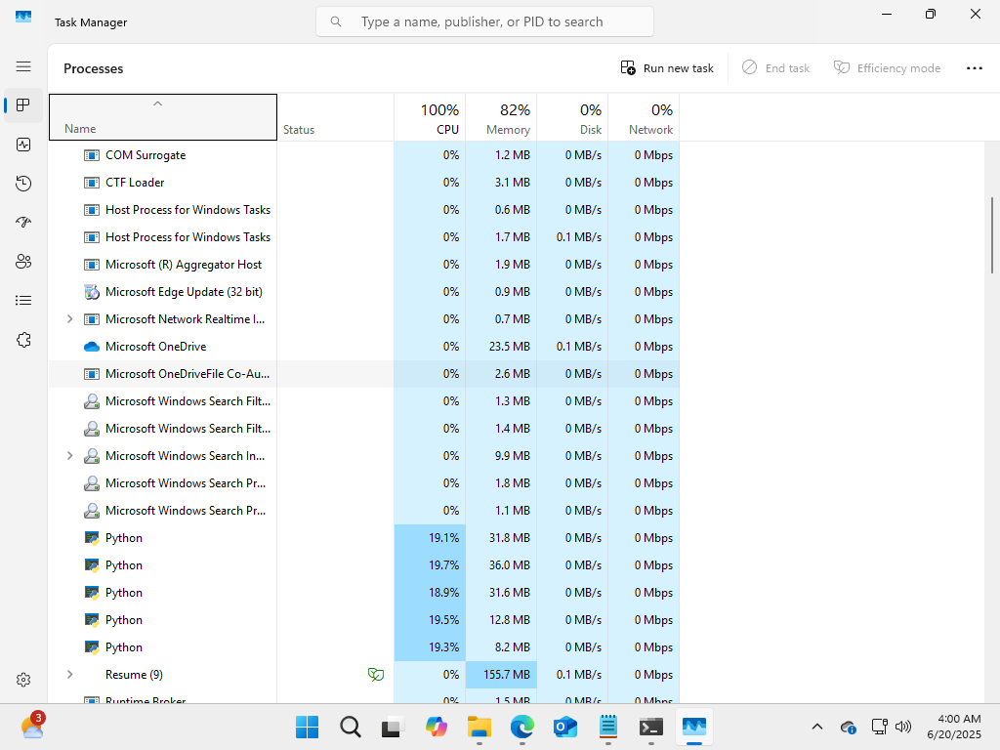 Task Manager
Type a name, publisher, or PID to search
Processes
Run new task
End task
Efficiency mode
100% 82% 0% 0%
Name Status CPU Memory Disk Network
COM Surrogate 0% 1.2 MB 0 MB/s 0 Mbps
CTF Loader 0% 3.1 MB 0 MB/s 0 Mbps
Host Process for Windows Tasks 0% 0.6 MB 0 MB/s 0 Mbps
Host Process for Windows Tasks 0% 1.7 MB 0.1 MB/s 0 Mbps
Microsoft (R) Aggregator Host 0% 1.9 MB 0 MB/s 0 Mbps
Microsoft Edge Update (32 bit) 0% 0.9 MB 0 MB/s 0 Mbps
Microsoft Network Realtime I... 0% 0.7 MB 0 MB/s 0 Mbps
Microsoft OneDrive 0% 23.5 MB 0.1 MB/s 0 Mbps
Microsoft OneDriveFile Co-Au... 0% 2.6 MB 0 MB/s 0 Mbps
Microsoft Windows Search Filt... 0% 1.3 MB 0 MB/s 0 Mbps
Microsoft Windows Search Filt... 0% 1.4 MB 0 MB/s 0 Mbps
Microsoft Windows Search In... 0% 9.9 MB 0 MB/s 0 Mbps
Microsoft Windows Search Pr... 0% 1.8 MB 0 MB/s 0 Mbps
Microsoft Windows Search Pr... 0% 1.1 MB 0 MB/s 0 Mbps
Python 19.1% 31.8 MB 0 MB/s 0 Mbps
Python 19.7% 36.0 MB 0 MB/s 0 Mbps
Python 18.9% 31.6 MB 0 MB/s 0 Mbps
Python 19.5% 12.8 MB 0 MB/s 0 Mbps
Python 19.3% 8.2 MB 0 MB/s 0 Mbps
Resume (9) 0% 155.7 MB 0.1 MB/s 0 Mbps
Runtime Broker 0% 1.5 MB 0 MB/s 0 Mbps
3
4:00 AM
6/20/2025